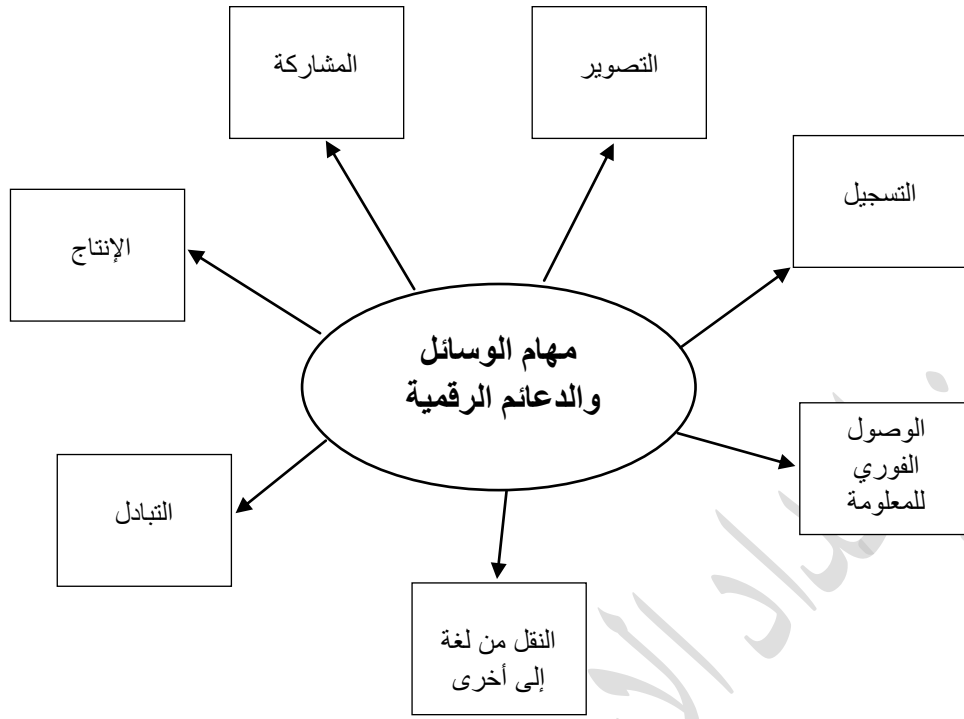 المشاركة
التصوير
التسجيل
الإنتاج
مهام الوسائل
والدعائم الرقمية
الوصول
الفوري
للمعلومة
التبادل
النقل من لغة
إلى أخرى